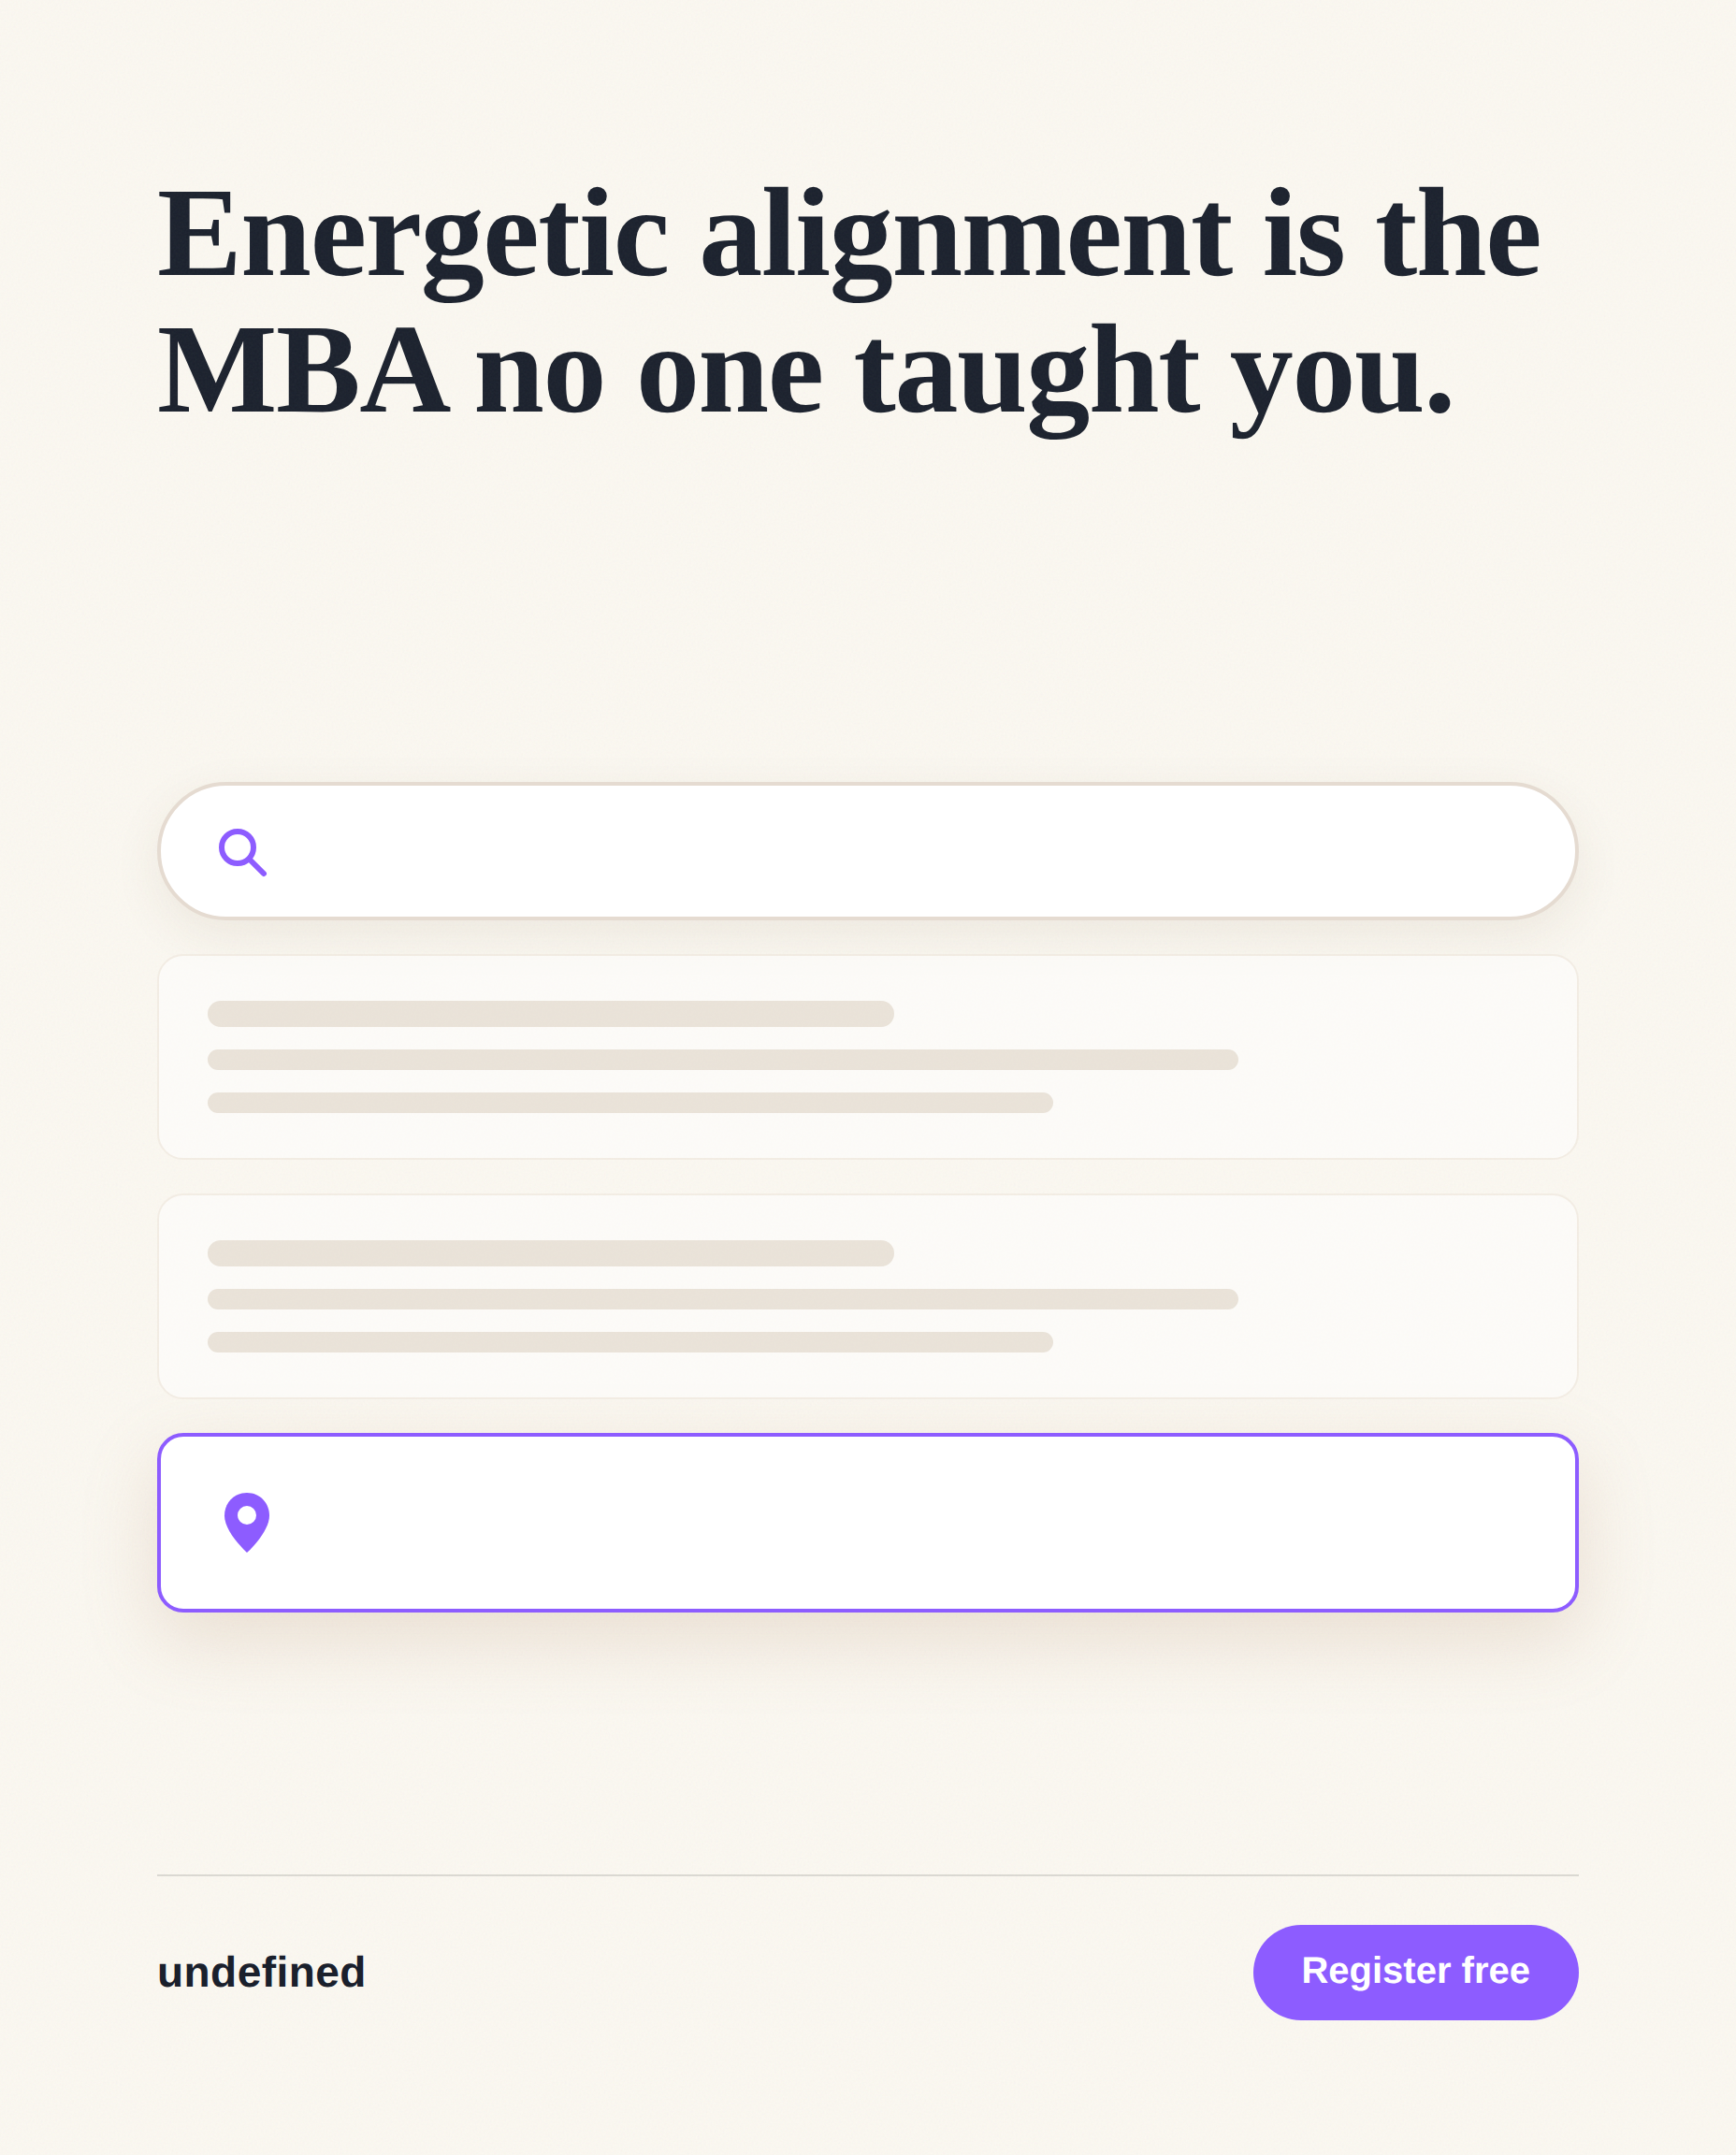 Energetic alignment is the
MBA no one taught you.
undefined
Register free